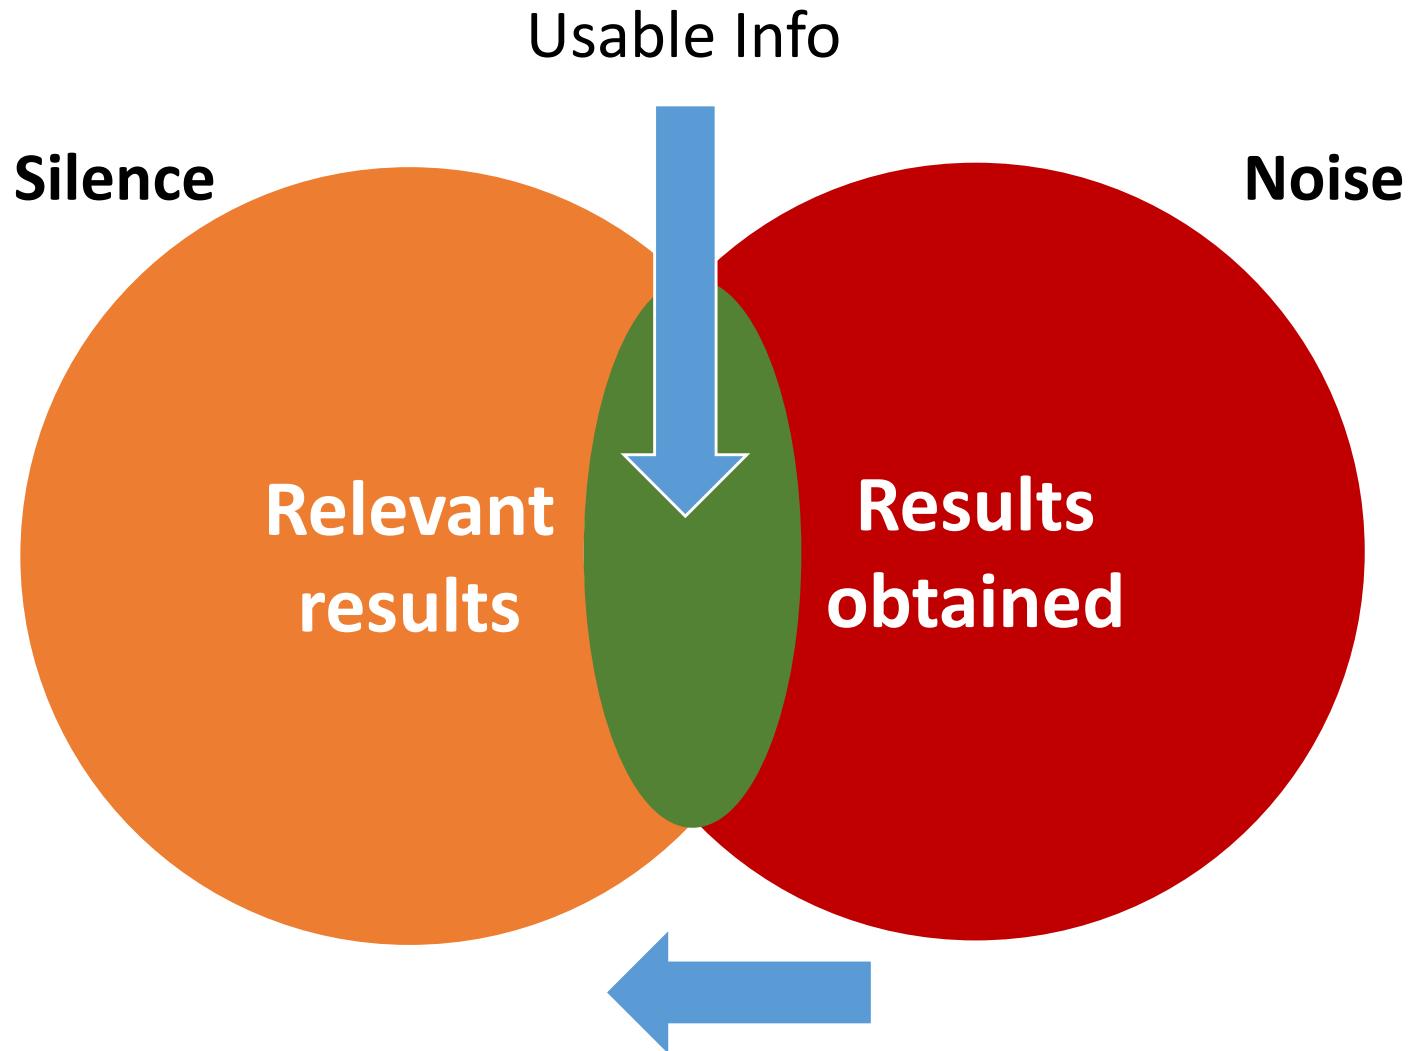 Usable Info
Silence
Noise
Relevant
results
Results
obtained